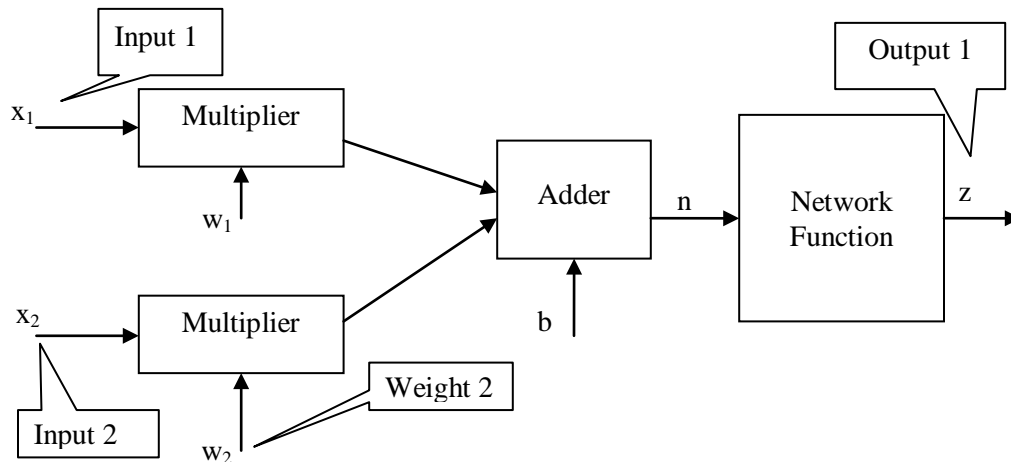 Input 1
Output 1
x₁
Multiplier
w₁
Adder
n
Network
Function
z
x₂
Multiplier
b
Weight 2
Input 2
w₂